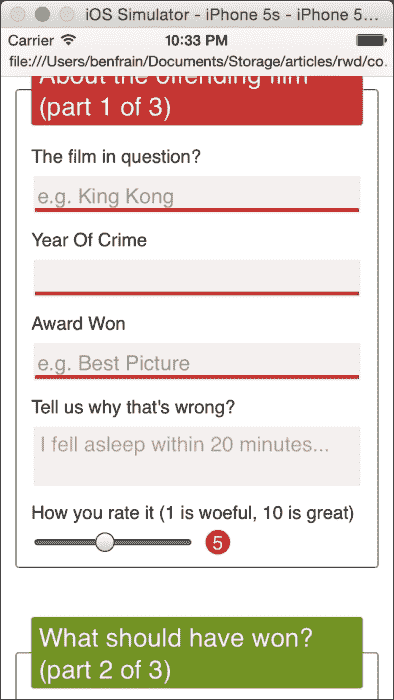 iOS Simulator - iPhone 5s - iPhone 5...
Carrier 10:33 PM
file:///Users/benfrain/Documents/Storage/articles/rwd/co...
About the offending film
(part 1 of 3)
The film in question?
e.g. King Kong
Year Of Crime
Award Won
e.g. Best Picture
Tell us why that's wrong?
I fell asleep within 20 minutes...
How you rate it (1 is woeful, 10 is great)
5
What should have won?
(part 2 of 3)